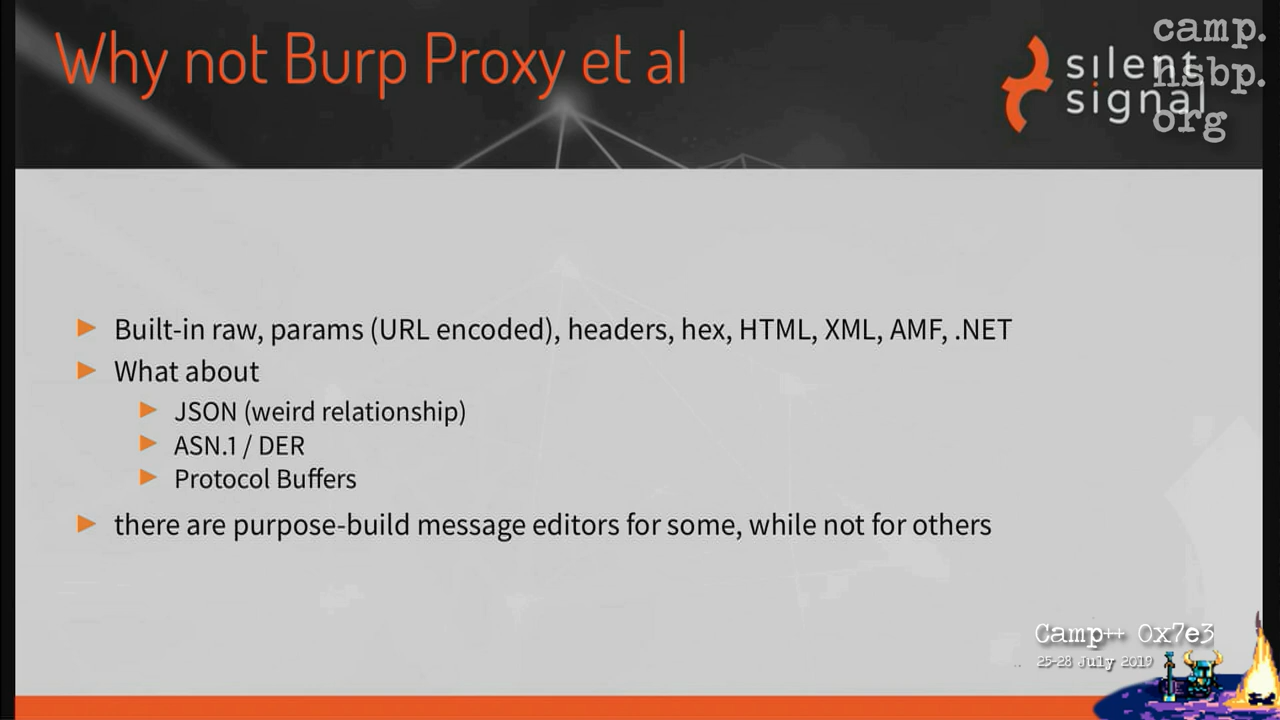 Why not Burp Proxy et al
silent
signal
camp.
hsbp.
org
Built-in raw, params (URL encoded), headers, hex, HTML, XML, AMF, .NET
What about
JSON (weird relationship)
ASN.1 / DER
Protocol Buffers
there are purpose-build message editors for some, while not for others
Camp++ 0x7e3
25-28 July 2019